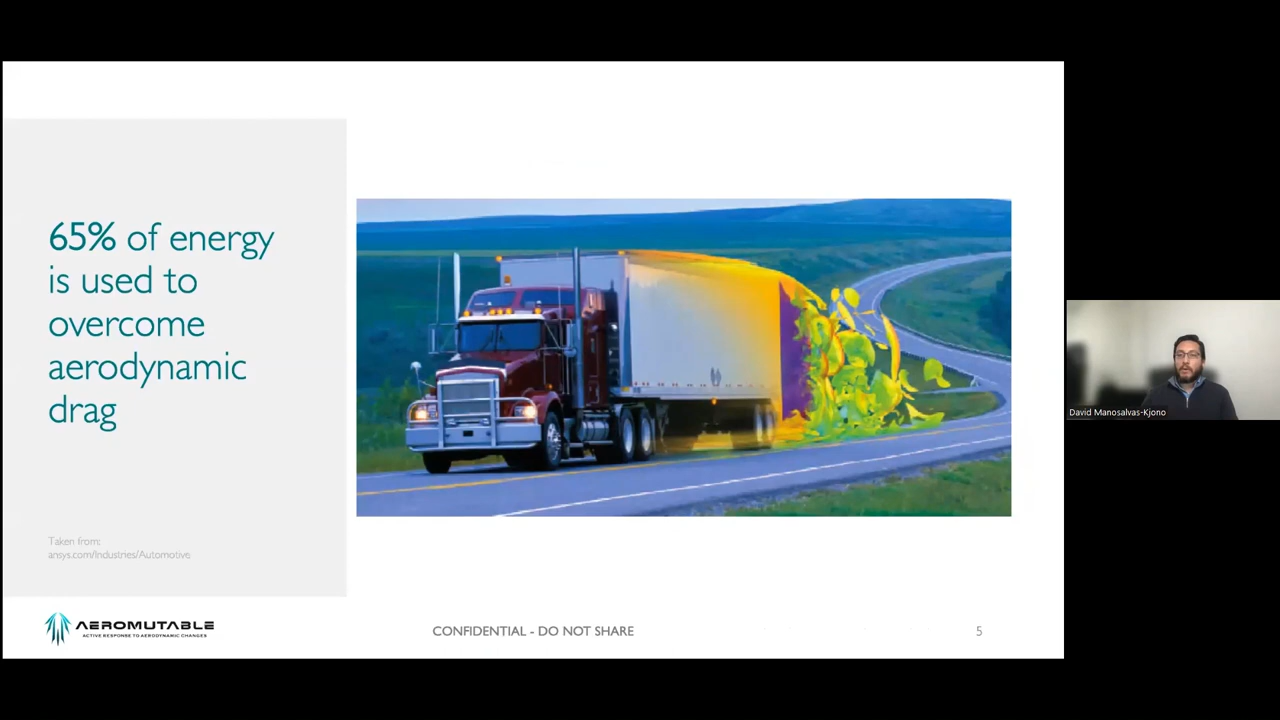 65% of energy
is used to
overcome
aerodynamic
drag
Taken from:
ansys.com/Industries/Automotive
AEROMUTABLE
ACTIVE RESPONSE TO AERODYNAMIC CHANGES
CONFIDENTIAL - DO NOT SHARE
5
David Manosalvas-Kjono